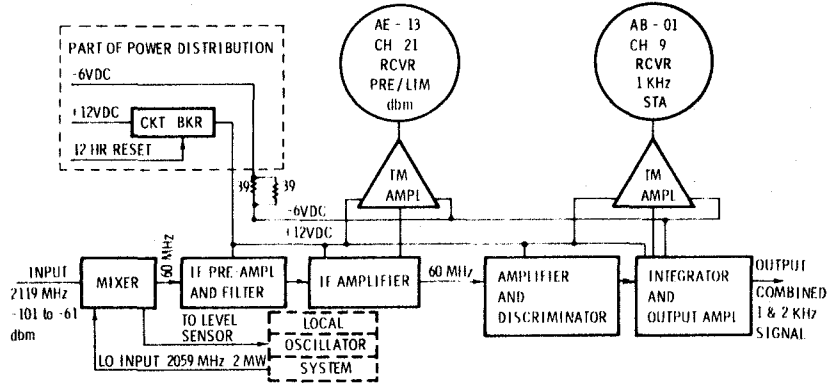 PART OF POWER DISTRIBUTION
-6VDC
+12VDC
CKT BKR
12 HR RESET
AE - 13
CH 21
RCVR
PRE/LIM
dbm
AB - 01
CH 9
RCVR
1 KHz
STA
TM
AMPL
TM
AMPL
39
39
-6VDC
+12VDC
INPUT
2119 MHz
-101 to -61
dbm
MIXER
60 MHz
IF PRE-AMPL
AND FILTER
IF AMPLIFIER
60 MHz
AMPLIFIER
AND
DISCRIMINATOR
INTEGRATOR
AND
OUTPUT AMPL
OUTPUT
COMBINED
1 & 2 KHz
SIGNAL
TO LEVEL
SENSOR
LOCAL
OSCILLATOR
SYSTEM
LO INPUT 2059 MHz 2 MW